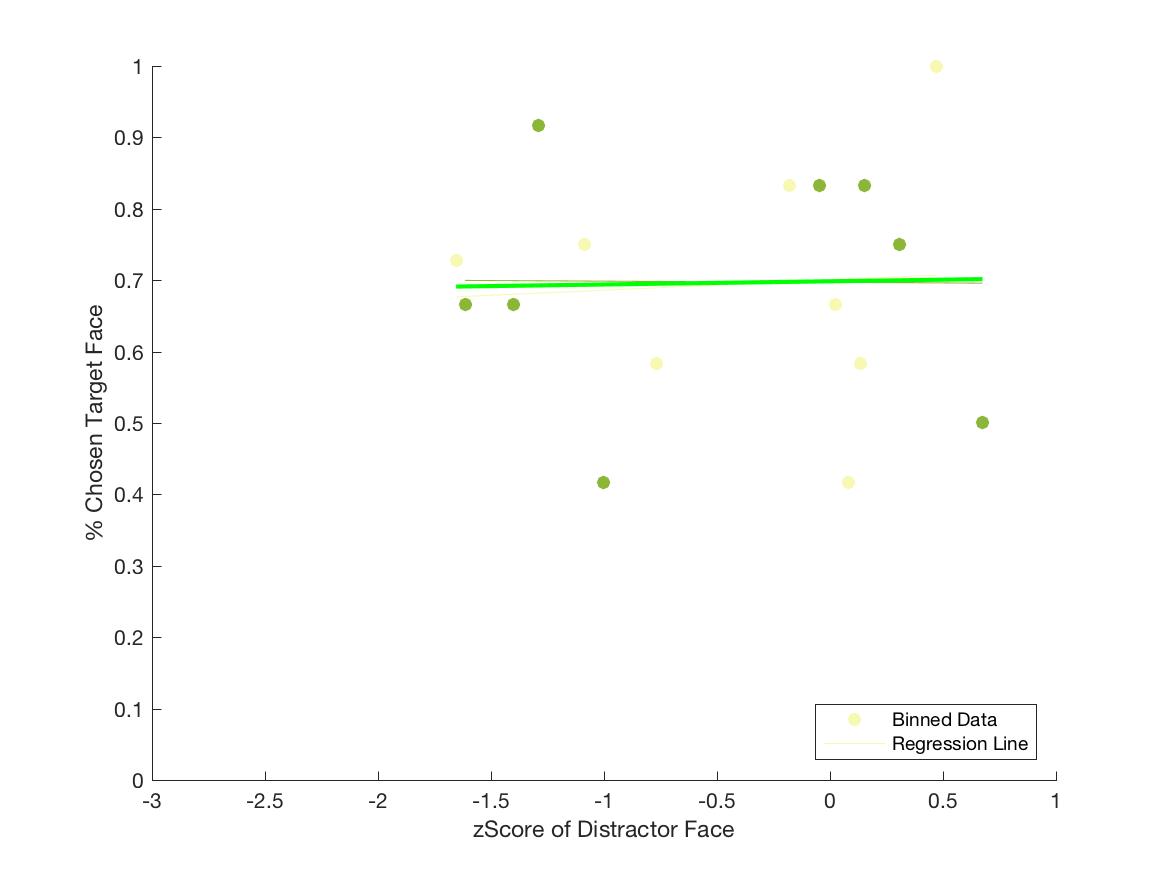 1
0.9
0.8
0.7
0.6
0.5
0.4
0.3
0.2
0.1
0
% Chosen Target Face
Binned Data
Regression Line
-3 -2.5 -2 -1.5 -1 -0.5 0 0.5 1
zScore of Distractor Face